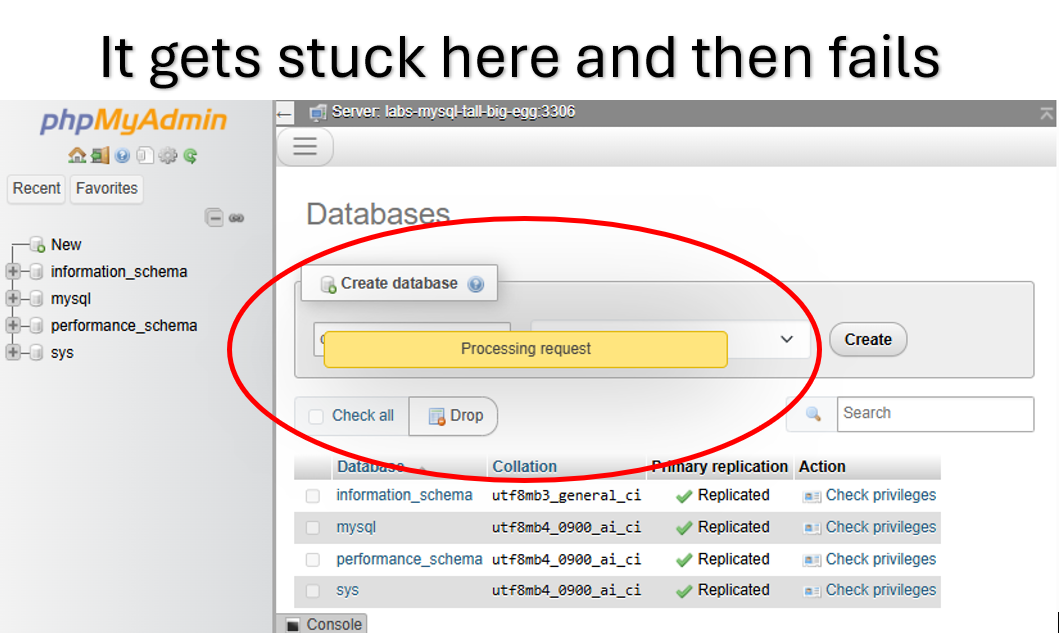 It gets stuck here and then fails
phpMyAdmin
Server: labs-mysql-tall-big-egg:3306
Recent Favorites
New
information_schema
mysql
performance_schema
sys
Databases
Create database
Processing request
Create
Check all Drop Search
Database Collation Primary replication Action
information_schema utf8mb3_general_ci Replicated Check privileges
mysql utf8mb4_0900_ai_ci Replicated Check privileges
performance_schema utf8mb4_0900_ai_ci Replicated Check privileges
sys utf8mb4_0900_ai_ci Replicated Check privileges
Console